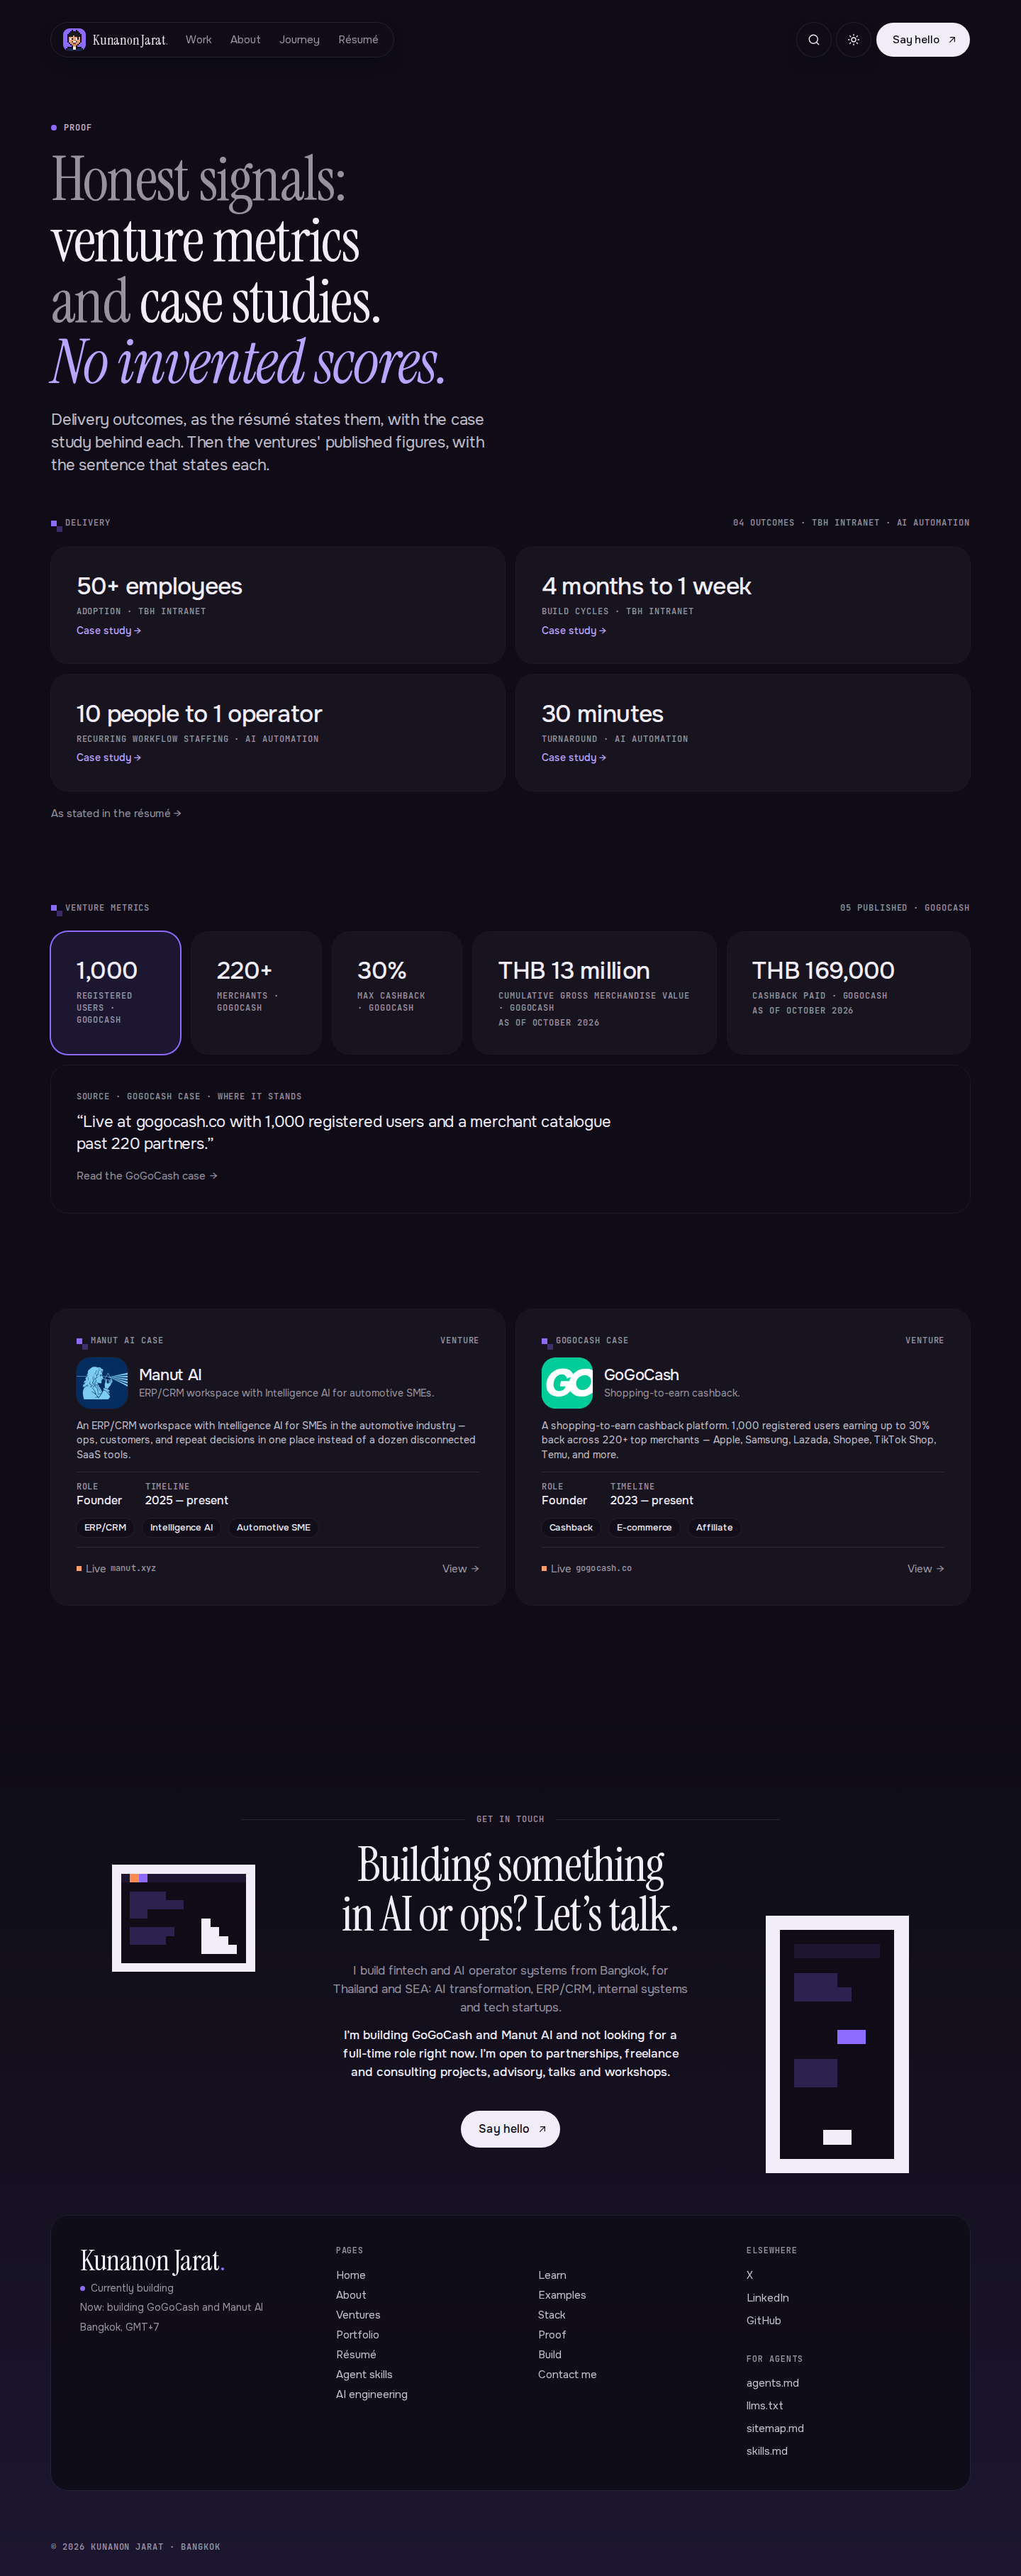 Kunanon Jarat.
Work
About
Journey
Résumé
Say hello
PROOF
Honest signals:
venture metrics
and case studies.
No invented scores.
Delivery outcomes, as the résumé states them, with the case
study behind each. Then the ventures' published figures, with
the sentence that states each.
DELIVERY
04 OUTCOMES · TBH INTRANET · AI AUTOMATION
50+ employees
ADOPTION · TBH INTRANET
Case study →
4 months to 1 week
BUILD CYCLES · TBH INTRANET
Case study →
10 people to 1 operator
RECURRING WORKFLOW STAFFING · AI AUTOMATION
Case study →
30 minutes
TURNAROUND · AI AUTOMATION
Case study →
As stated in the résumé →
VENTURE METRICS
05 PUBLISHED · GOGOCASH
1,000
REGISTERED
USERS ·
GOGOCASH
220+
MERCHANTS ·
GOGOCASH
30%
MAX CASHBACK
· GOGOCASH
THB 13 million
CUMULATIVE GROSS MERCHANDISE VALUE
· GOGOCASH
AS OF OCTOBER 2026
THB 169,000
CASHBACK PAID · GOGOCASH
AS OF OCTOBER 2026
SOURCE · GOGOCASH CASE · WHERE IT STANDS
“Live at gogocash.co with 1,000 registered users and a merchant catalogue
past 220 partners.”
Read the GoGoCash case →
MANUT AI CASE
VENTURE
Manut AI
ERP/CRM workspace with Intelligence AI for automotive SMEs.
An ERP/CRM workspace with Intelligence AI for SMEs in the automotive industry —
ops, customers, and repeat decisions in one place instead of a dozen disconnected
SaaS tools.
ROLE
Founder
TIMELINE
2025 — present
ERP/CRM
Intelligence AI
Automotive SME
Live manut.xyz
View →
GOGOCASH CASE
VENTURE
GO
GoGoCash
Shopping-to-earn cashback.
A shopping-to-earn cashback platform. 1,000 registered users earning up to 30%
back across 220+ top merchants — Apple, Samsung, Lazada, Shopee, TikTok Shop,
Temu, and more.
ROLE
Founder
TIMELINE
2023 — present
Cashback
E-commerce
Affiliate
Live gogocash.co
View →
GET IN TOUCH
Building something
in AI or ops? Let’s talk.
I build fintech and AI operator systems from Bangkok, for
Thailand and SEA: AI transformation, ERP/CRM, internal systems
and tech startups.
I’m building GoGoCash and Manut AI and not looking for a
full-time role right now. I’m open to partnerships, freelance
and consulting projects, advisory, talks and workshops.
Say hello
Kunanon Jarat.
Currently building
Now: building GoGoCash and Manut AI
Bangkok, GMT+7
PAGES
Home
About
Ventures
Portfolio
Résumé
Agent skills
AI engineering
Learn
Examples
Stack
Proof
Build
Contact me
ELSEWHERE
X
LinkedIn
GitHub
FOR AGENTS
agents.md
llms.txt
sitemap.md
skills.md
© 2026 KUNANON JARAT · BANGKOK